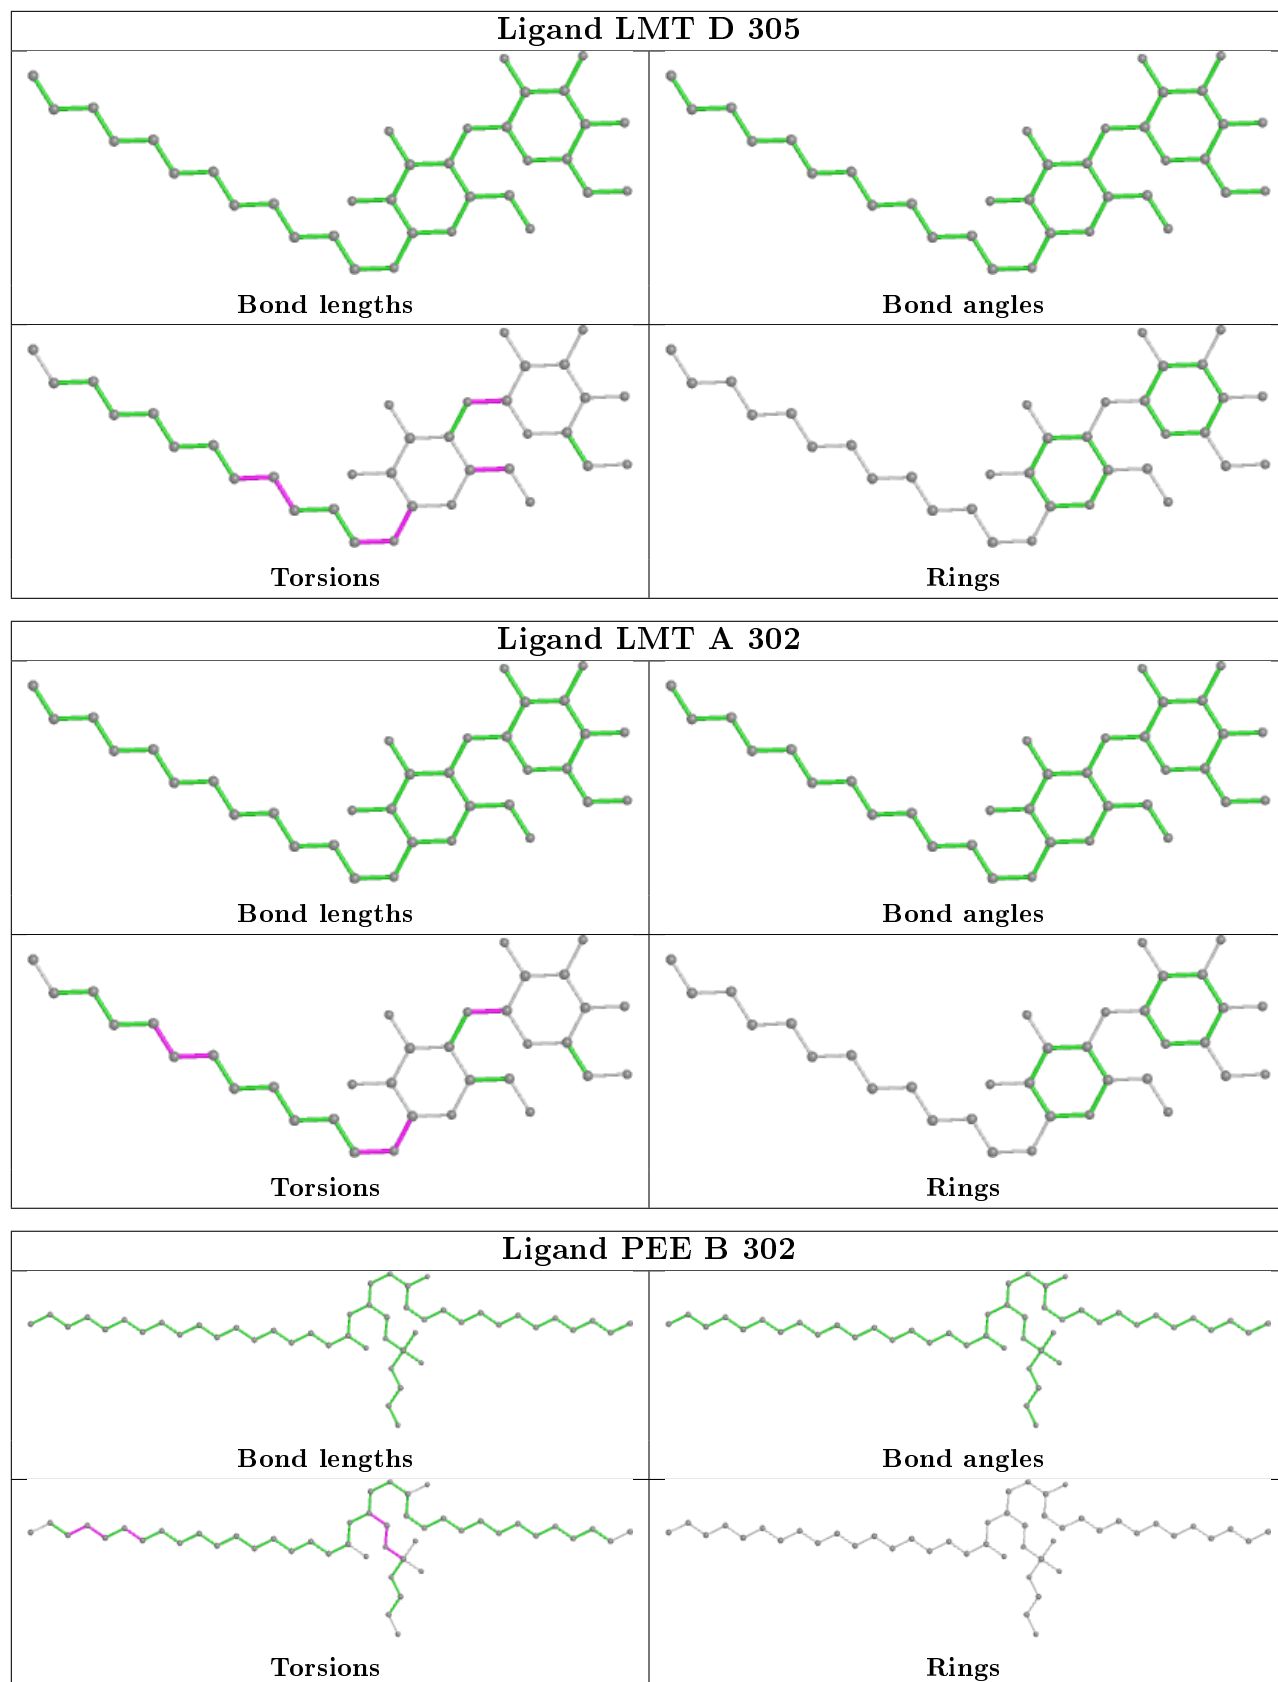 Ligand LMT D 305
Bond lengths
Bond angles
Torsions
Rings
Ligand LMT A 302
Bond lengths
Bond angles
Torsions
Rings
Ligand PEE B 302
Bond lengths
Bond angles
Torsions
Rings